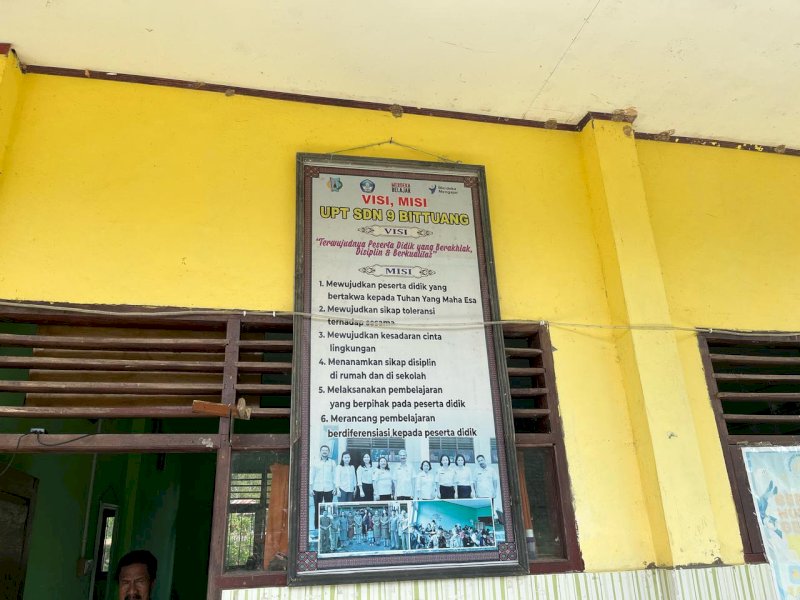 MERDEKA
BELAJAR
Merdeka
Mengajar
VISI, MISI
UPT SDN 9 BITTUANG
VISI
"Terwujudnya Peserta Didik yang Berakhlak,
Disiplin & Berkualitas"
MISI
1. Mewujudkan peserta didik yang
bertakwa kepada Tuhan Yang Maha Esa
2. Mewujudkan sikap toleransi
terhadap sesama
3. Mewujudkan kesadaran cinta
lingkungan
4. Menanamkan sikap disiplin
di rumah dan di sekolah
5. Melaksanakan pembelajaran
yang berpihak pada peserta didik
6. Merancang pembelajaran
berdiferensiasi kepada peserta didik